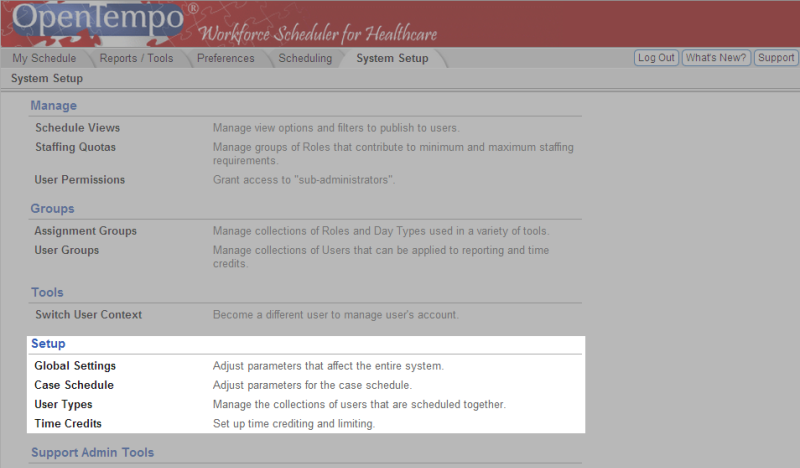 OpenTempo®
Workforce Scheduler for Healthcare
My Schedule Reports / Tools Preferences Scheduling System Setup Log Out What's New? Support
System Setup
Manage
Schedule Views Manage view options and filters to publish to users.
Staffing Quotas Manage groups of Roles that contribute to minimum and maximum staffing
requirements.
User Permissions Grant access to "sub-administrators".
Groups
Assignment Groups Manage collections of Roles and Day Types used in a variety of tools.
User Groups Manage collections of Users that can be applied to reporting and time
credits.
Tools
Switch User Context Become a different user to manage user's account.
Setup
Global Settings Adjust parameters that affect the entire system.
Case Schedule Adjust parameters for the case schedule.
User Types Manage the collections of users that are scheduled together.
Time Credits Set up time crediting and limiting.
Support Admin Tools